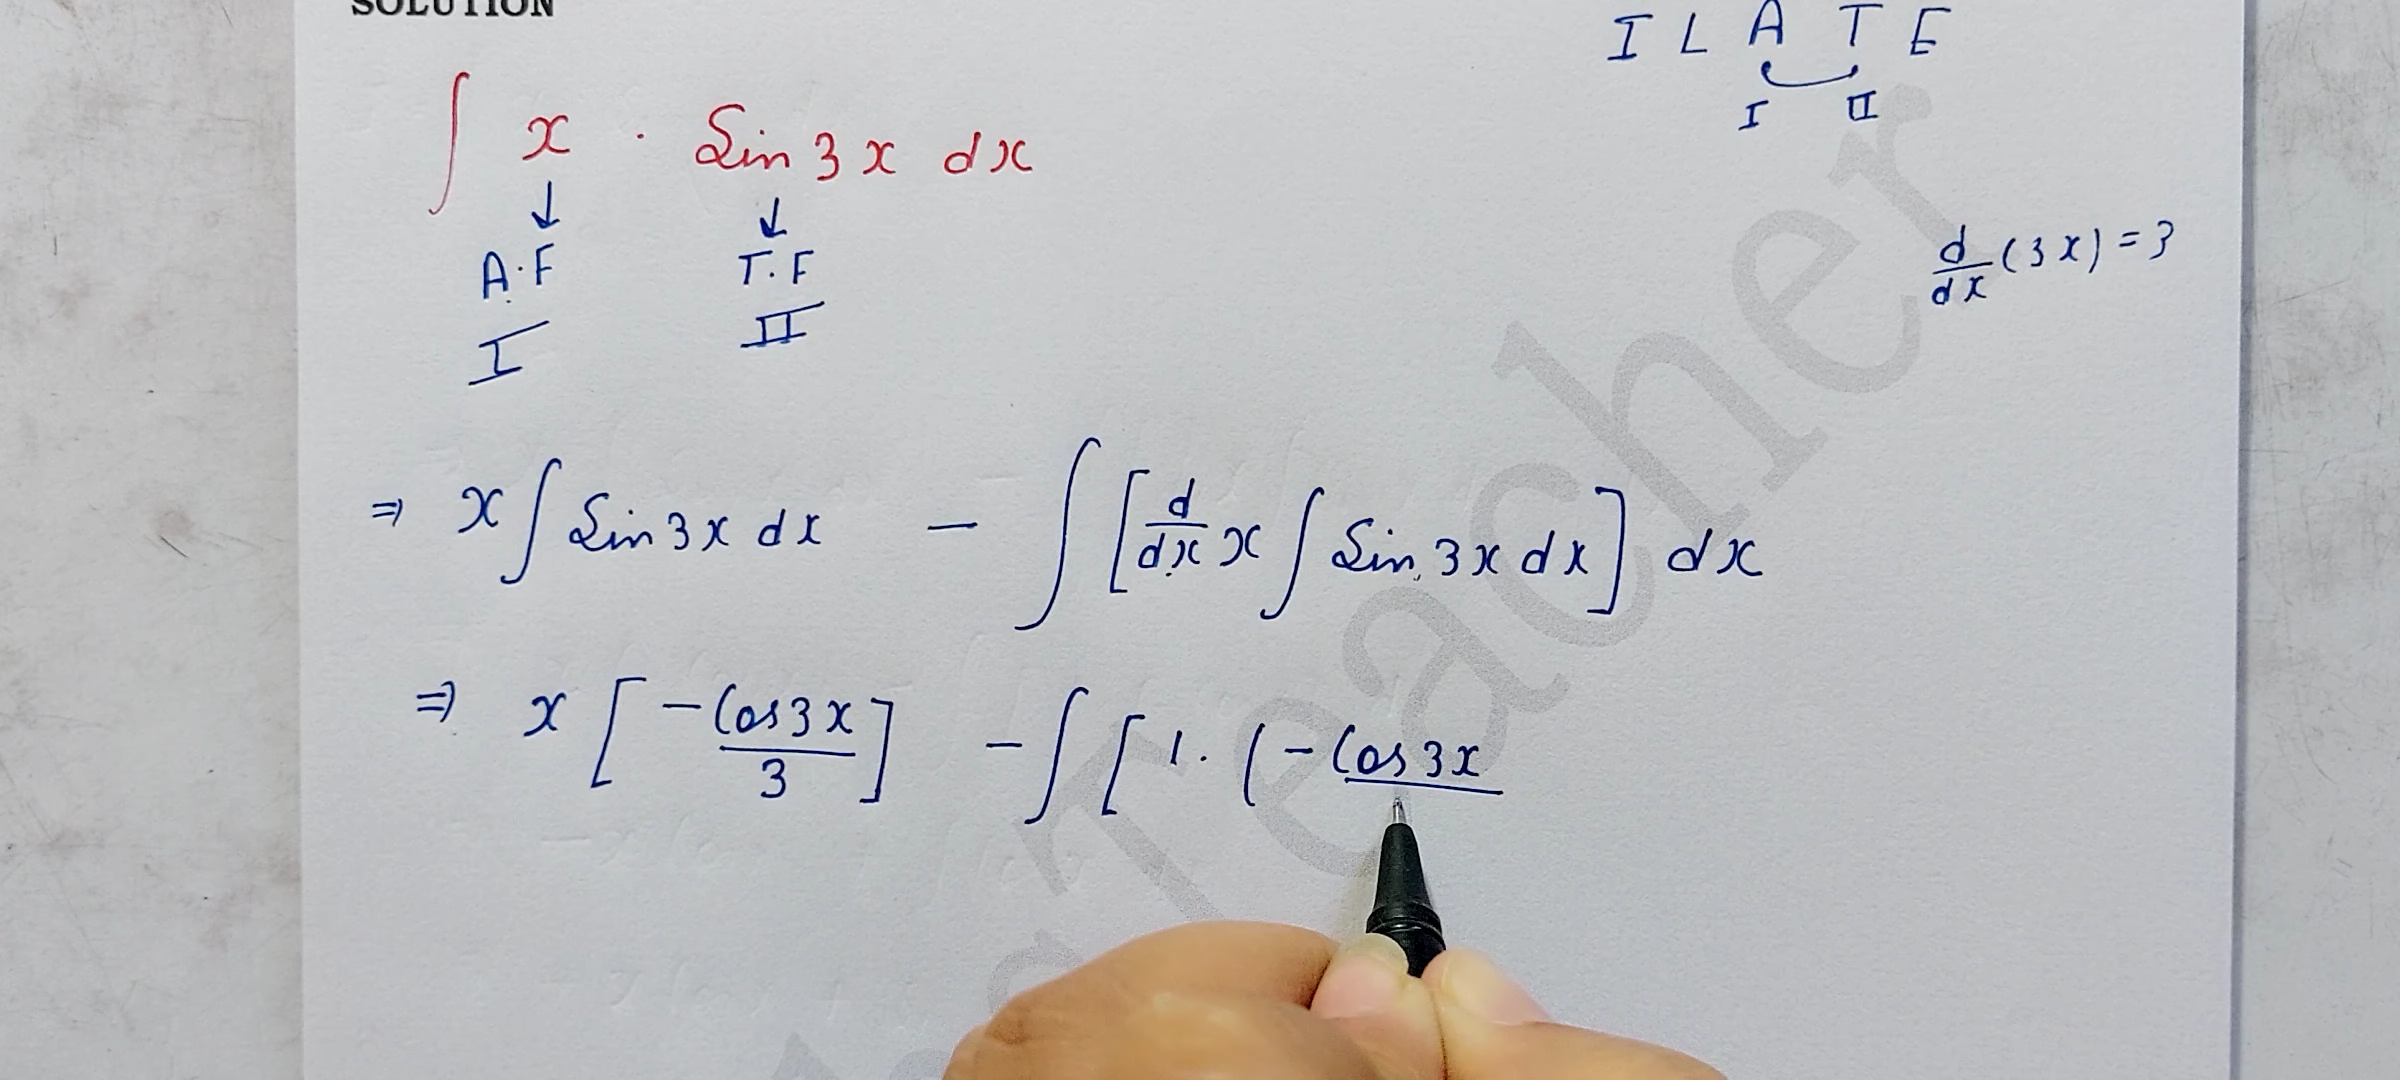 SOLUTION
I L A T E
I II
∫ x · Sin 3x dx
↓ ↓
A.F T.F
I II
d/dx (3x) = 3
⇒ x ∫ Sin 3x dx - ∫ [d/dx x ∫ Sin 3x dx] dx
⇒ x [-Cos 3x / 3] - ∫ [1. (-Cos 3x
Teacher